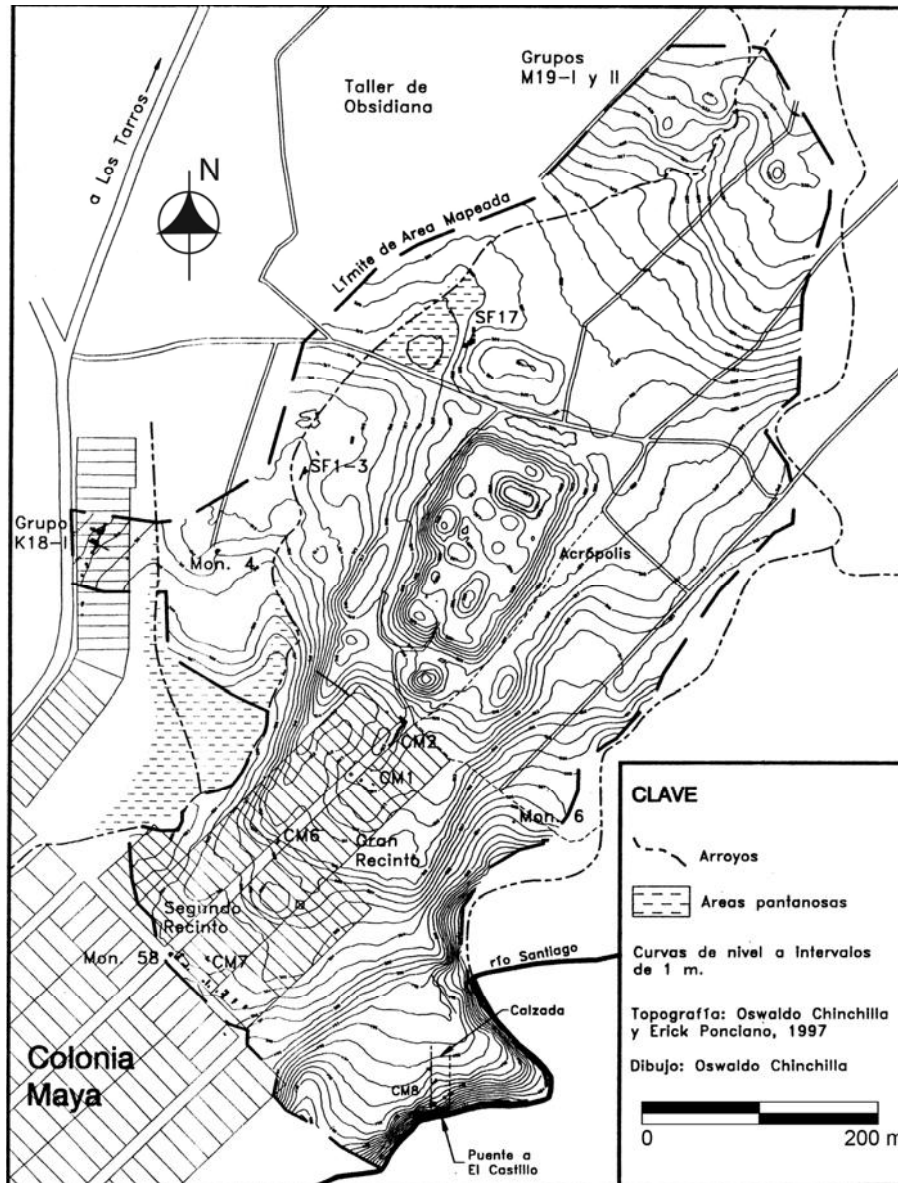 Grupos
M19-I y II
Taller de
Obsidiana
a Los Tarros
N
Límite de Area Mapeada
SF17
SF1-3
Grupo
K18-I
Mon. 4
Acrópolis
CM2
CM1
Mon. 6
CM6
Gran
Recinto
Segundo
Recinto
Mon. 58
CM7
río Santiago
Calzada
CM8
Colonia
Maya
Puente a
El Castillo
CLAVE
Arroyos
Areas pantanosas
Curvas de nivel a intervalos
de 1 m.
Topografía: Oswaldo Chinchilla
y Erick Ponciano, 1997
Dibujo: Oswaldo Chinchilla
0 200 m